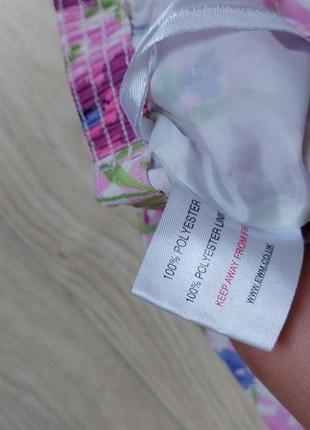 100% POLYESTER
100% POLYESTER
KEEP AWAY FROM
WWW.EWM.CO.UK